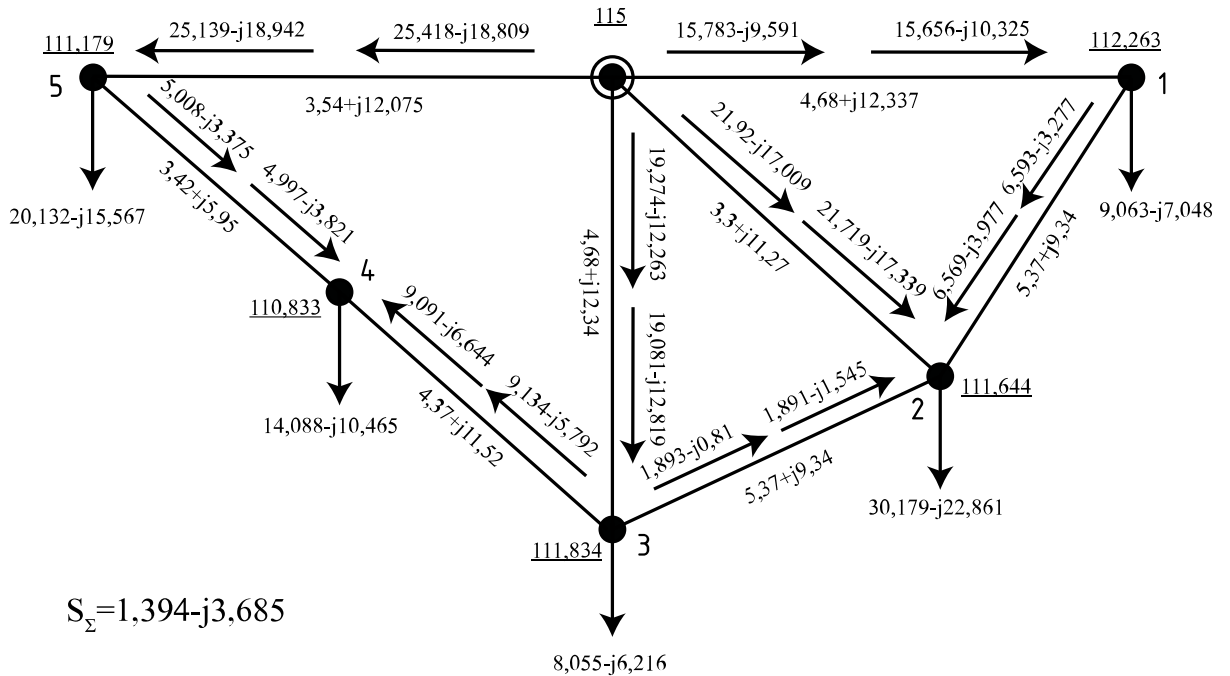 115
111,179
25,139-j18,942
25,418-j18,809
15,783-j9,591
15,656-j10,325
112,263
5
3,54+j12,075
4,68+j12,337
1
5,008-j3,375
3,42+j5,95
4,997-j3,821
20,132-j15,567
19,274-j12,263
4,68+j12,34
19,081-j12,819
21,92-j17,009
3,3+j11,27
21,719-j17,339
6,593-j3,277
6,569-j3,977
5,37+j9,34
9,063-j7,048
4
110,833
9,091-j6,644
9,134-j5,792
4,37+j11,52
14,088-j10,465
1,893-j0,81
1,891-j1,545
5,37+j9,34
2
111,644
30,179-j22,861
111,834
3
8,055-j6,216
SΣ=1,394-j3,685